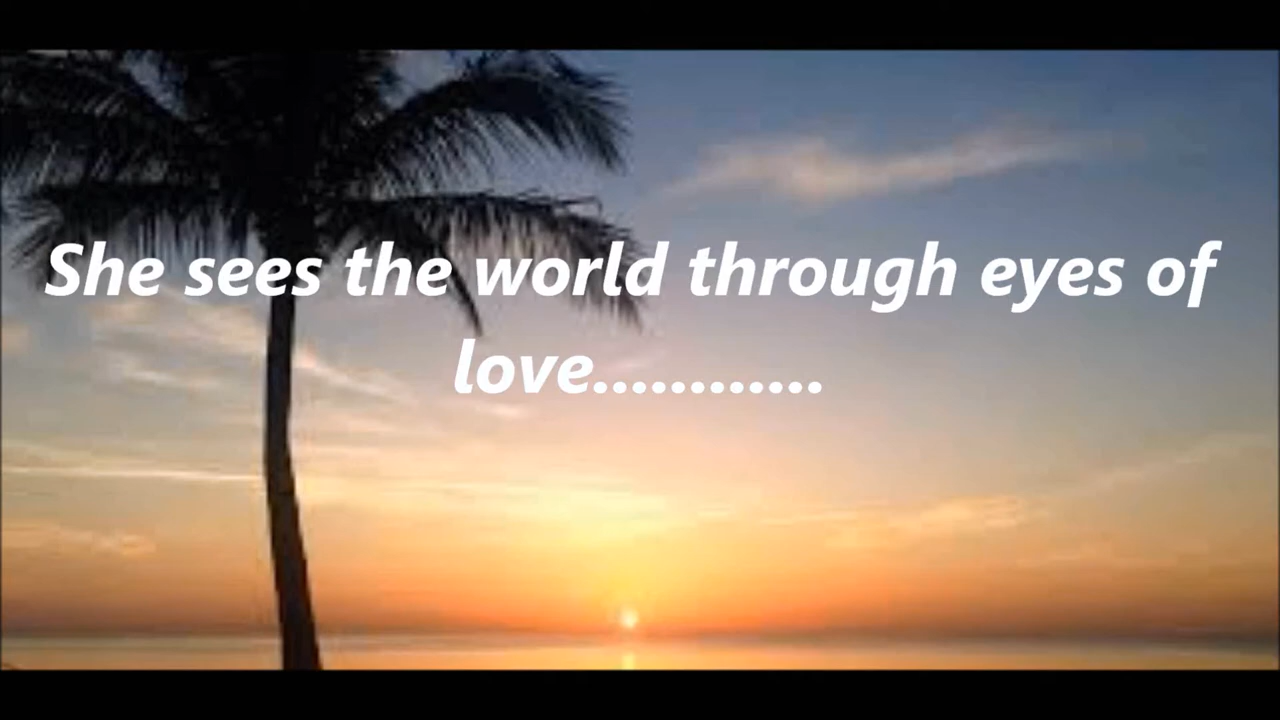 She sees the world through eyes of
love............